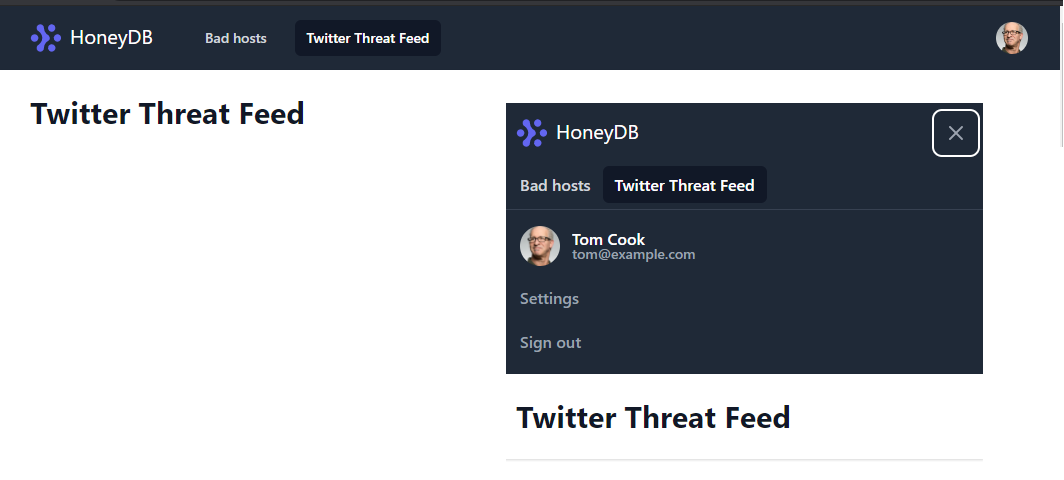 HoneyDB Bad hosts Twitter Threat Feed
Twitter Threat Feed
HoneyDB
Bad hosts Twitter Threat Feed
Tom Cook
tom@example.com
Settings
Sign out
Twitter Threat Feed